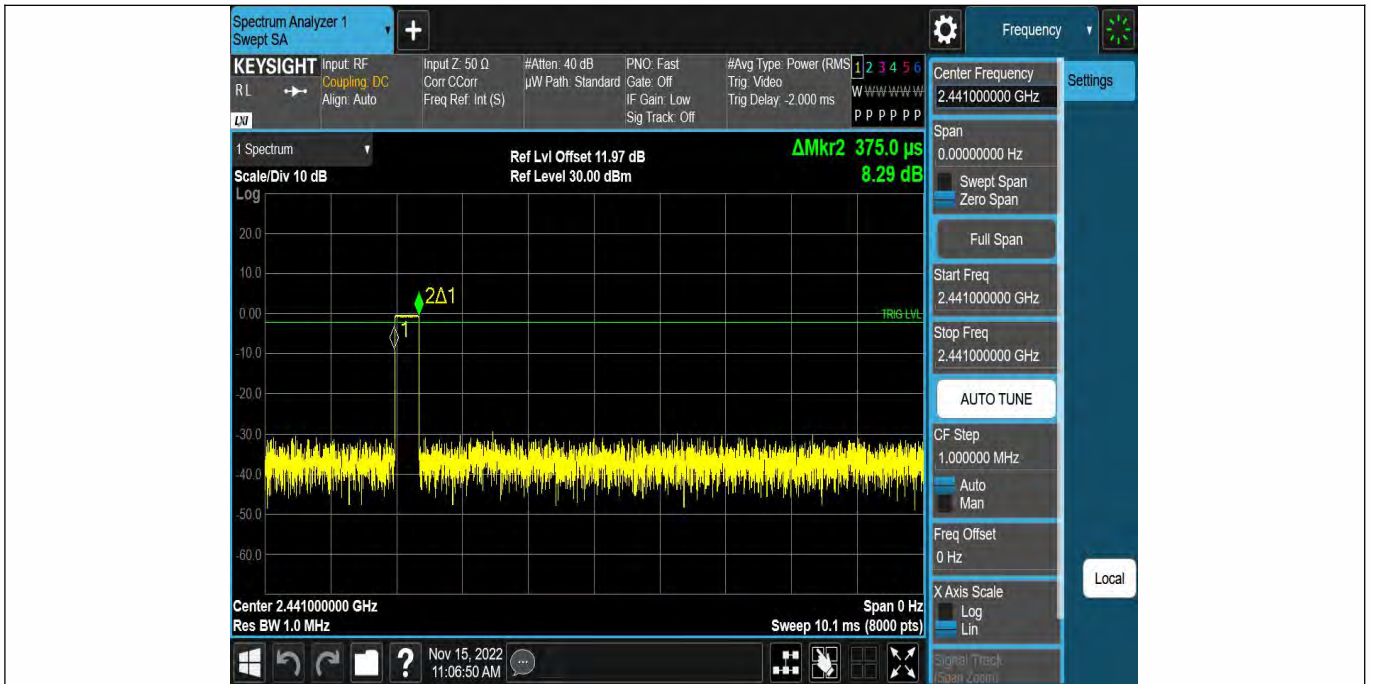 Spectrum Analyzer 1
Swept SA
+
Frequency
KEYSIGHT
RL
LXI
Input: RF
Coupling: DC
Align: Auto
Input Z: 50 Ω
Corr CCorr
Freq Ref: Int (S)
#Atten: 40 dB
µW Path: Standard
PNO: Fast
Gate: Off
IF Gain: Low
Sig Track: Off
#Avg Type: Power (RMS
Trig: Video
Trig Delay: -2.000 ms
1 2 3 4 5 6
W W W W W W
P P P P P P
1 Spectrum
Scale/Div 10 dB
Log
Ref Lvl Offset 11.97 dB
Ref Level 30.00 dBm
ΔMkr2 375.0 µs
8.29 dB
20.0
10.0
0.00
-10.0
-20.0
-30.0
-40.0
-50.0
-60.0
2Δ1
1
TRIG LVL
Center 2.441000000 GHz
Res BW 1.0 MHz
Span 0 Hz
Sweep 10.1 ms (8000 pts)
Center Frequency
2.441000000 GHz
Settings
Span
0.00000000 Hz
Swept Span
Zero Span
Full Span
Start Freq
2.441000000 GHz
Stop Freq
2.441000000 GHz
AUTO TUNE
CF Step
1.000000 MHz
Auto
Man
Freq Offset
0 Hz
X Axis Scale
Log
Lin
Signal Track
(Span Zoom)
Local
?
Nov 15, 2022
11:06:50 AM